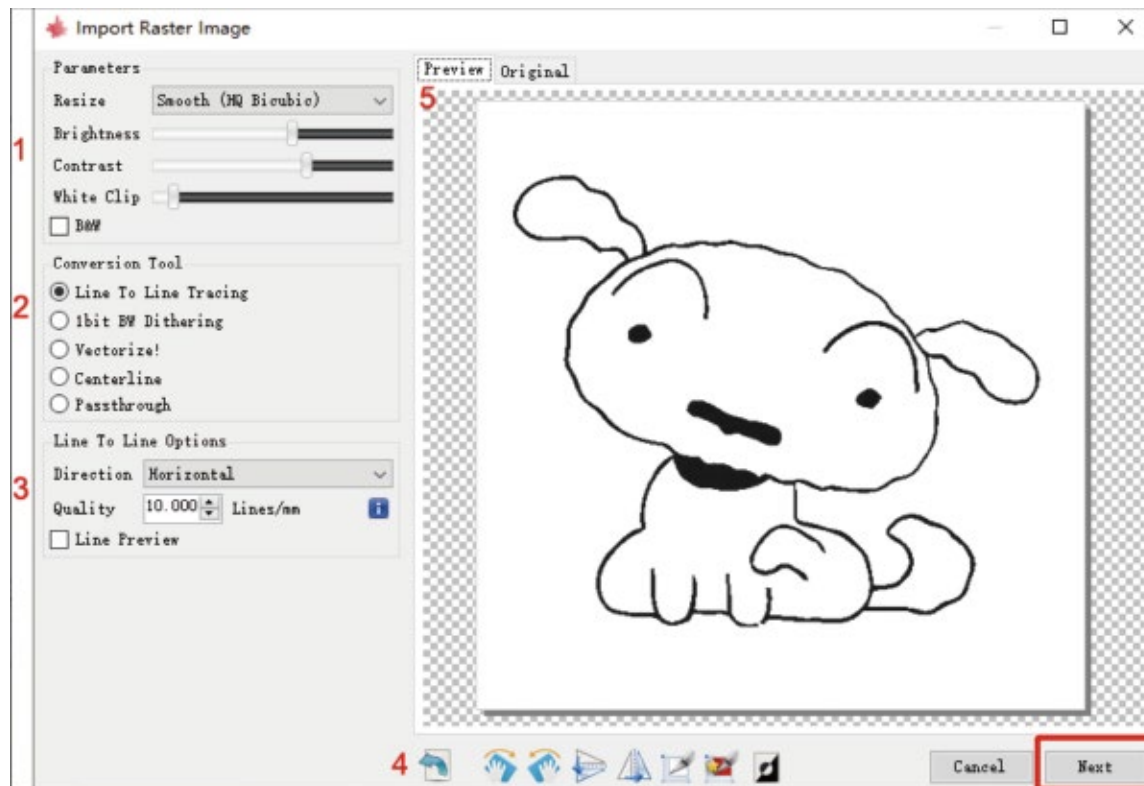 Import Raster Image
Parameters
Resize Smooth (HQ Bicubic)
Brightness
1
Contrast
White Clip
B&W
Conversion Tool
2
Line To Line Tracing
1bit BW Dithering
Vectorize!
Centerline
Passthrough
Line To Line Options
Direction Horizontal
3
Quality 10.000 Lines/mm
Line Preview
Preview Original
5
4
Cancel Next